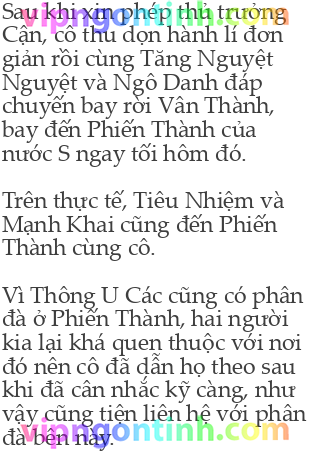 Sau khi xin phép thủ trưởng
vipngontinh.com
Cận, cô thu dọn hành lí đơn
giản rồi cùng Tăng Nguyệt
Nguyệt và Ngô Danh đáp
chuyến bay rời Vân Thành,
bay đến Phiến Thành của
nước S ngay tối hôm đó.
Trên thực tế, Tiêu Nhiệm và
Mạnh Khai cũng đến Phiến
Thành cùng cô.
Vì Thông U Các cũng có phân
đà ở Phiến Thành, hai người
kia lại khá quen thuộc với nơi
đó nên cô đã dẫn họ theo sau
khi đã cân nhắc kỹ càng, như
vậy cũng tiện liên hệ với phân
vipngontinh.com
đà bên này.